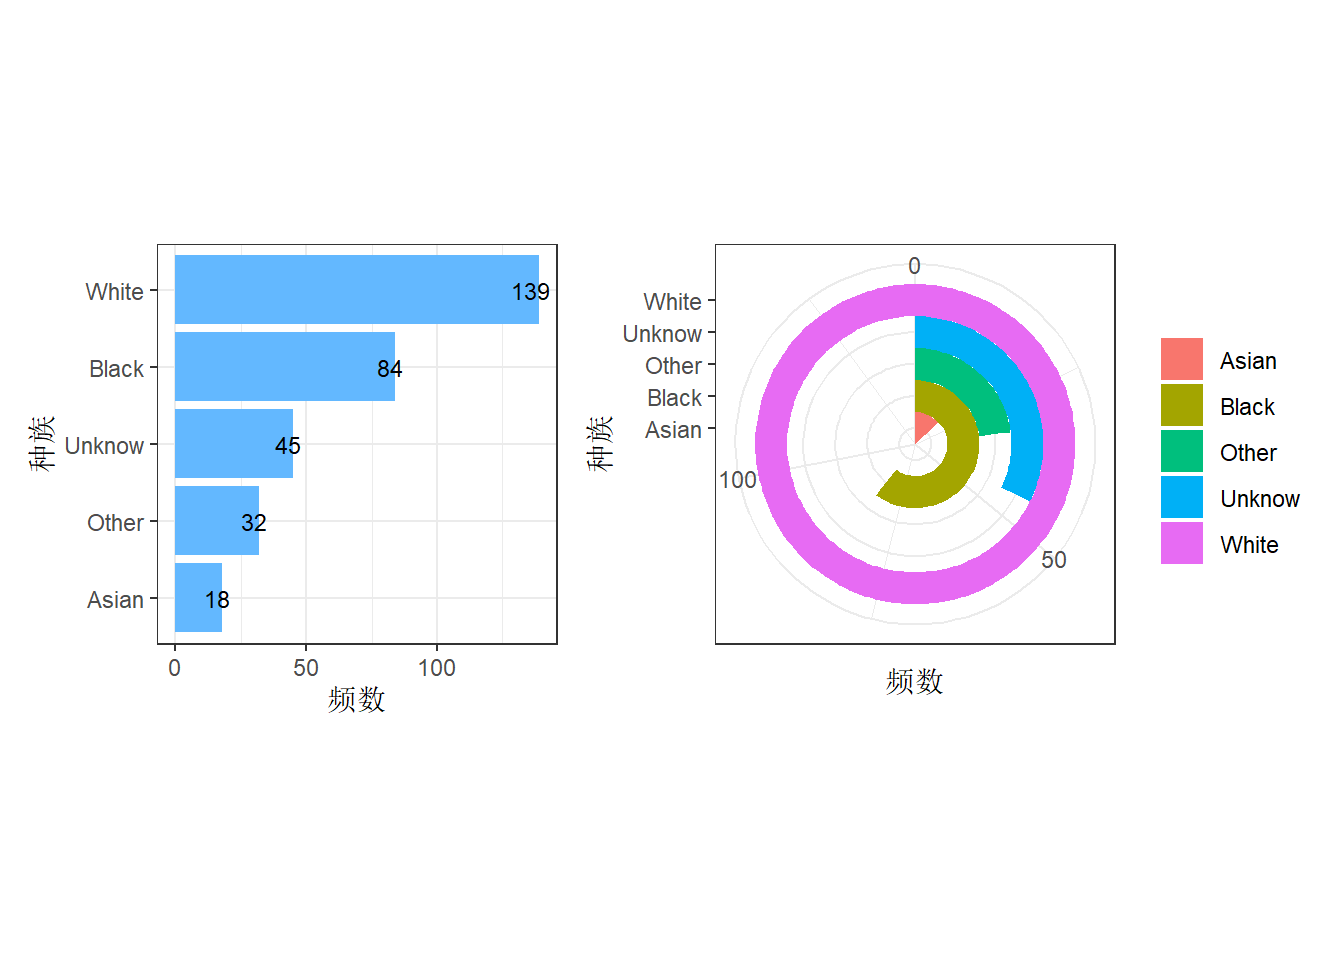 种族
White
Black
Unknow
Other
Asian
139
84
45
32
18
0
50
100
频数
种族
White
Unknow
Other
Black
Asian
0
50
100
频数
Asian
Black
Other
Unknow
White